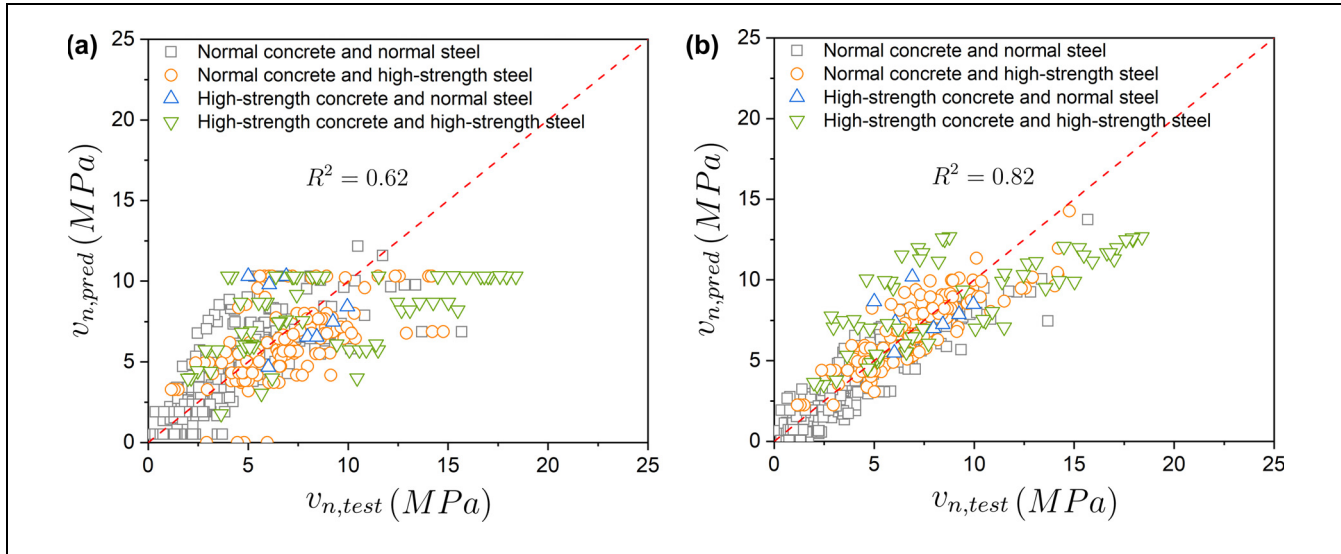 (a)
25
20
15
10
5
0
Normal concrete and normal steel
Normal concrete and high-strength steel
High-strength concrete and normal steel
High-strength concrete and high-strength steel
R² = 0.62
v_{n,pred} (MPa)
0 5 10 15 20 25
v_{n,test} (MPa)
(b)
25
20
15
10
5
0
Normal concrete and normal steel
Normal concrete and high-strength steel
High-strength concrete and normal steel
High-strength concrete and high-strength steel
R² = 0.82
v_{n,pred} (MPa)
0 5 10 15 20 25
v_{n,test} (MPa)